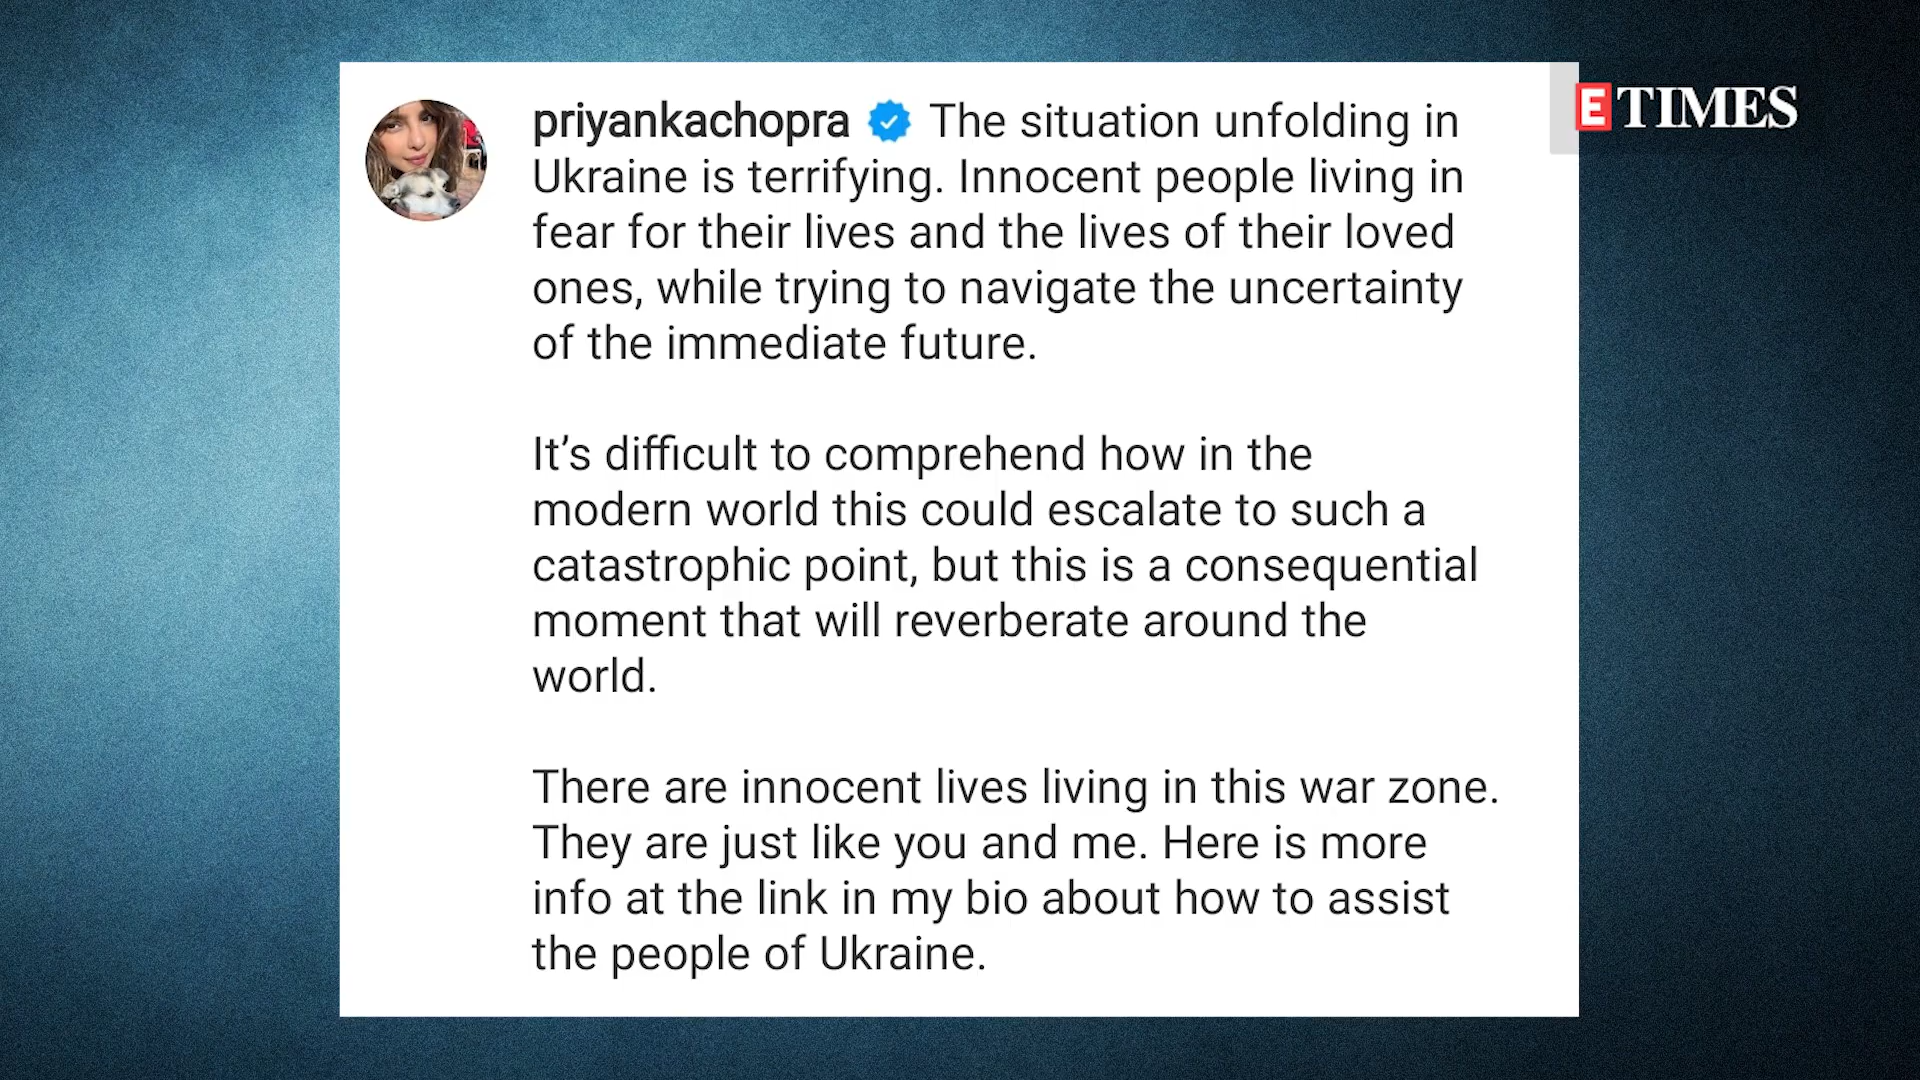 priyankachopra The situation unfolding in
Ukraine is terrifying. Innocent people living in
fear for their lives and the lives of their loved
ones, while trying to navigate the uncertainty
of the immediate future.
It’s difficult to comprehend how in the
modern world this could escalate to such a
catastrophic point, but this is a consequential
moment that will reverberate around the
world.
There are innocent lives living in this war zone.
They are just like you and me. Here is more
info at the link in my bio about how to assist
the people of Ukraine.
E TIMES